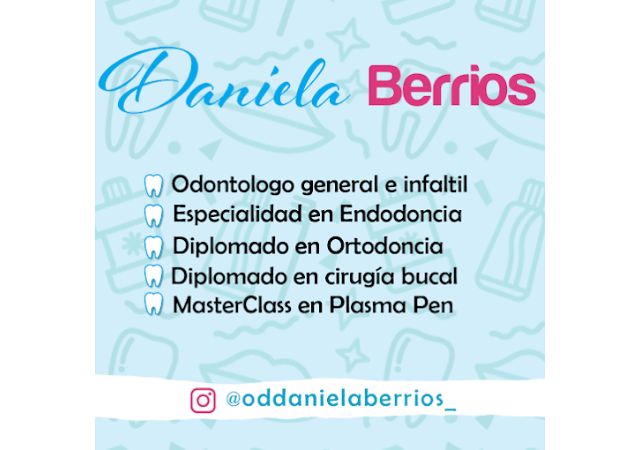 Daniela Berrios
Odontologo general e infaltil
Especialidad en Endodoncia
Diplomado en Ortodoncia
Diplomado en cirugía bucal
MasterClass en Plasma Pen
@oddanielaberrios_